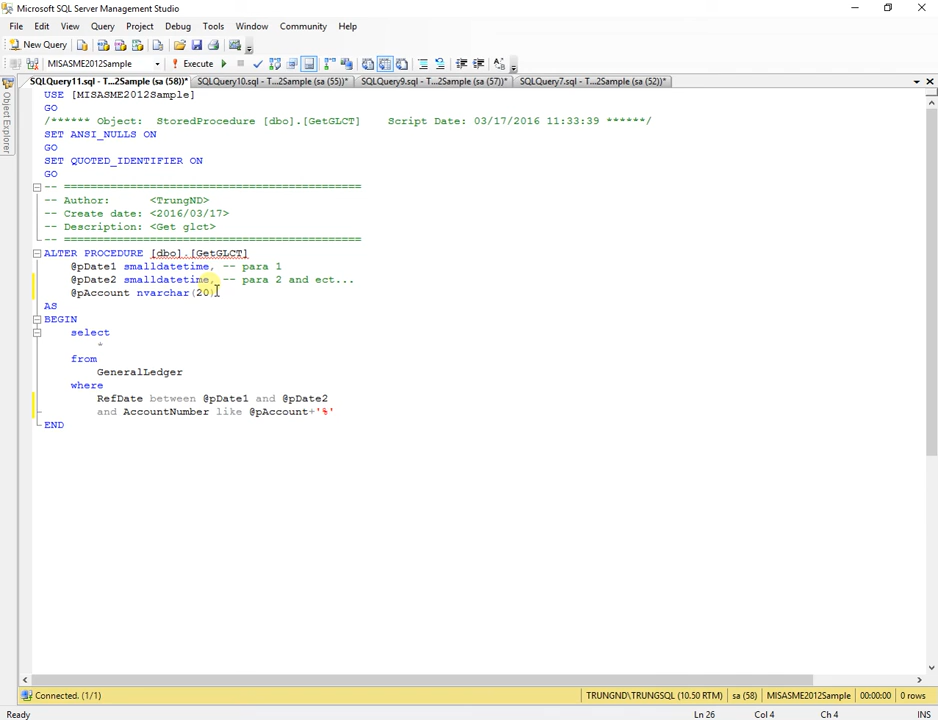 Microsoft SQL Server Management Studio
File Edit View Query Project Debug Tools Window Community Help
New Query
MISASME2012Sample Execute
SQLQuery11.sql - T...2Sample (sa (58))* SQLQuery10.sql - T...2Sample (sa (55))* SQLQuery9.sql - T...2Sample (sa (57))* SQLQuery7.sql - T...2Sample (sa (52))*
Object Explorer
USE [MISASME2012Sample]
GO
/****** Object:  StoredProcedure [dbo].[GetGLCT]    Script Date: 03/17/2016 11:33:39 ******/
SET ANSI_NULLS ON
GO
SET QUOTED_IDENTIFIER ON
GO
-- =============================================
-- Author:      <TrungND>
-- Create date: <2016/03/17>
-- Description: <Get glct>
-- =============================================
ALTER PROCEDURE [dbo].[GetGLCT]
    @pDate1 smalldatetime, -- para 1
    @pDate2 smalldatetime, -- para 2 and ect...
    @pAccount nvarchar(20)
AS
BEGIN
    select
        *
    from
        GeneralLedger
    where
        RefDate between @pDate1 and @pDate2
        and AccountNumber like @pAccount+'%'
END
Connected. (1/1) TRUNGND\TRUNGSQL (10.50 RTM) sa (58) MISASME2012Sample 00:00:00 0 rows
Ready Ln 26 Col 4 Ch 4 INS